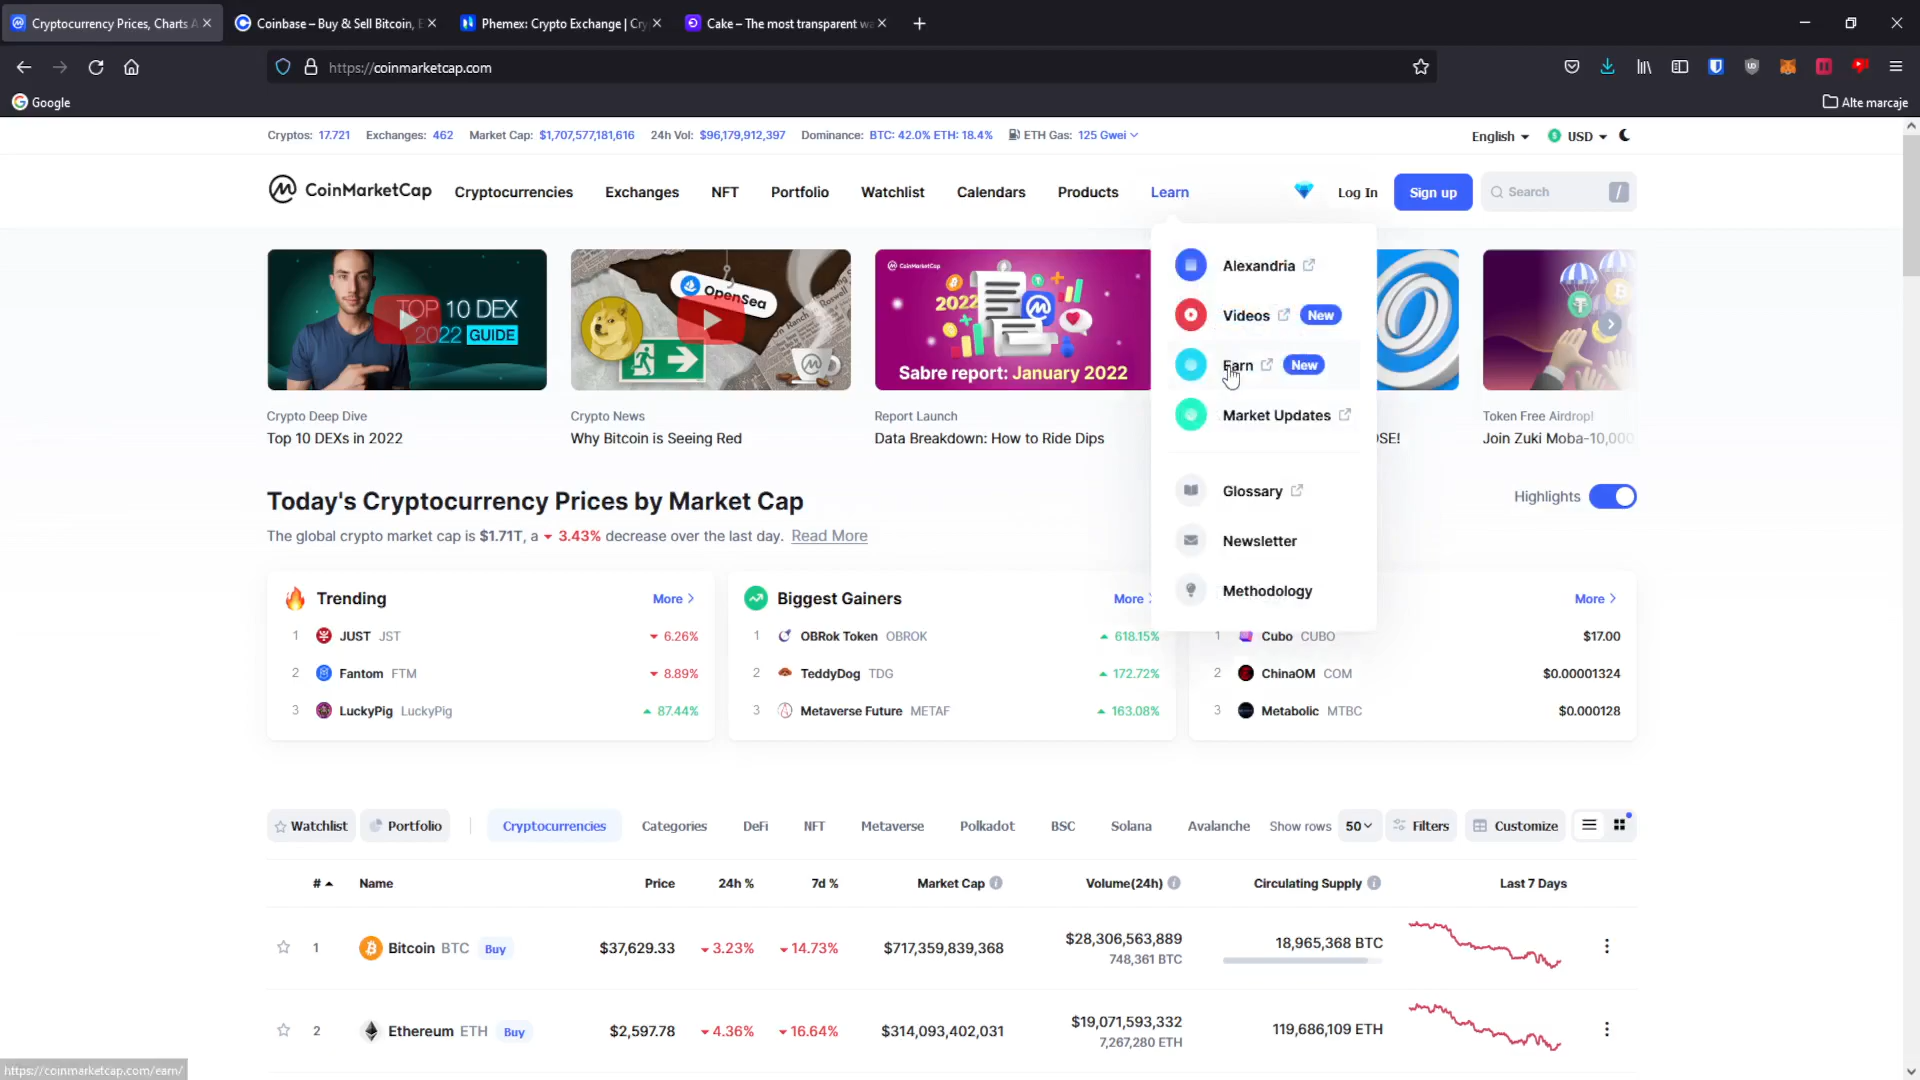 Cryptocurrency Prices, Charts A
Coinbase – Buy & Sell Bitcoin, E
Phemex: Crypto Exchange | Cry
Cake – The most transparent wa
https://coinmarketcap.com
Google
Alte marcaje
Cryptos: 17.721 Exchanges: 462 Market Cap: $1,707,577,181,616 24h Vol: $96,179,912,397 Dominance: BTC: 42.0% ETH: 18.4% ETH Gas: 125 Gwei
English USD
CoinMarketCap Cryptocurrencies Exchanges NFT Portfolio Watchlist Calendars Products Learn Log In Sign up Search /
TOP 10 DEX
2022 GUIDE
OpenSea
CoinMarketCap
2022
Sabre report: January 2022
Crypto Deep Dive
Top 10 DEXs in 2022
Crypto News
Why Bitcoin is Seeing Red
Report Launch
Data Breakdown: How to Ride Dips
OSE!
Token Free Airdrop!
Join Zuki Moba-10,000
Alexandria
Videos New
Earn New
Market Updates
Glossary
Newsletter
Methodology
Today's Cryptocurrency Prices by Market Cap
Highlights
The global crypto market cap is $1.71T, a 3.43% decrease over the last day. Read More
Trending More
1 JUST JST 6.26%
2 Fantom FTM 8.89%
3 LuckyPig LuckyPig 87.44%
Biggest Gainers More
1 OBRok Token OBROK 618.15%
2 TeddyDog TDG 172.72%
3 Metaverse Future METAF 163.08%
More
1 Cubo CUBO $17.00
2 ChinaOM COM $0.00001324
3 Metabolic MTBC $0.000128
Watchlist Portfolio Cryptocurrencies Categories DeFi NFT Metaverse Polkadot BSC Solana Avalanche Show rows 50 Filters Customize
# Name Price 24h % 7d % Market Cap Volume(24h) Circulating Supply Last 7 Days
1 Bitcoin BTC Buy $37,629.33 3.23% 14.73% $717,359,839,368 $28,306,563,889 18,965,368 BTC
748,361 BTC
2 Ethereum ETH Buy $2,597.78 4.36% 16.64% $314,093,402,031 $19,071,593,332 119,686,109 ETH
7,267,280 ETH
https://coinmarketcap.com/earn/